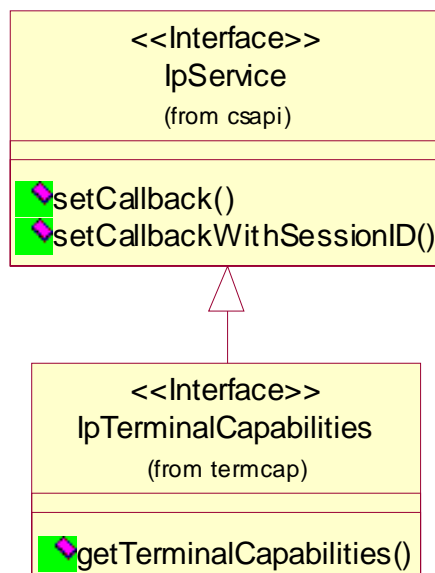 <<Interface>>
IpService
(from csapi)
setCallback()
setCallbackWithSessionID()
<<Interface>>
IpTerminalCapabilities
(from termcap)
getTerminalCapabilities()